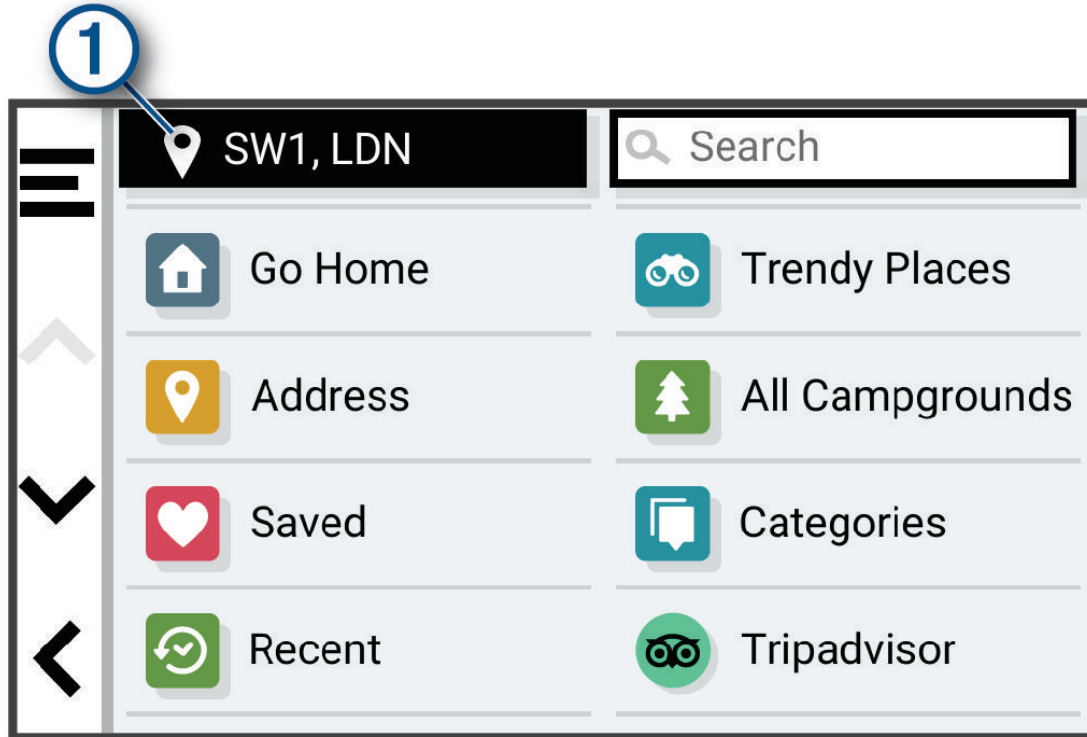 1
SW1, LDN
Search
Go Home
Trendy Places
Address
All Campgrounds
Saved
Categories
Recent
Tripadvisor